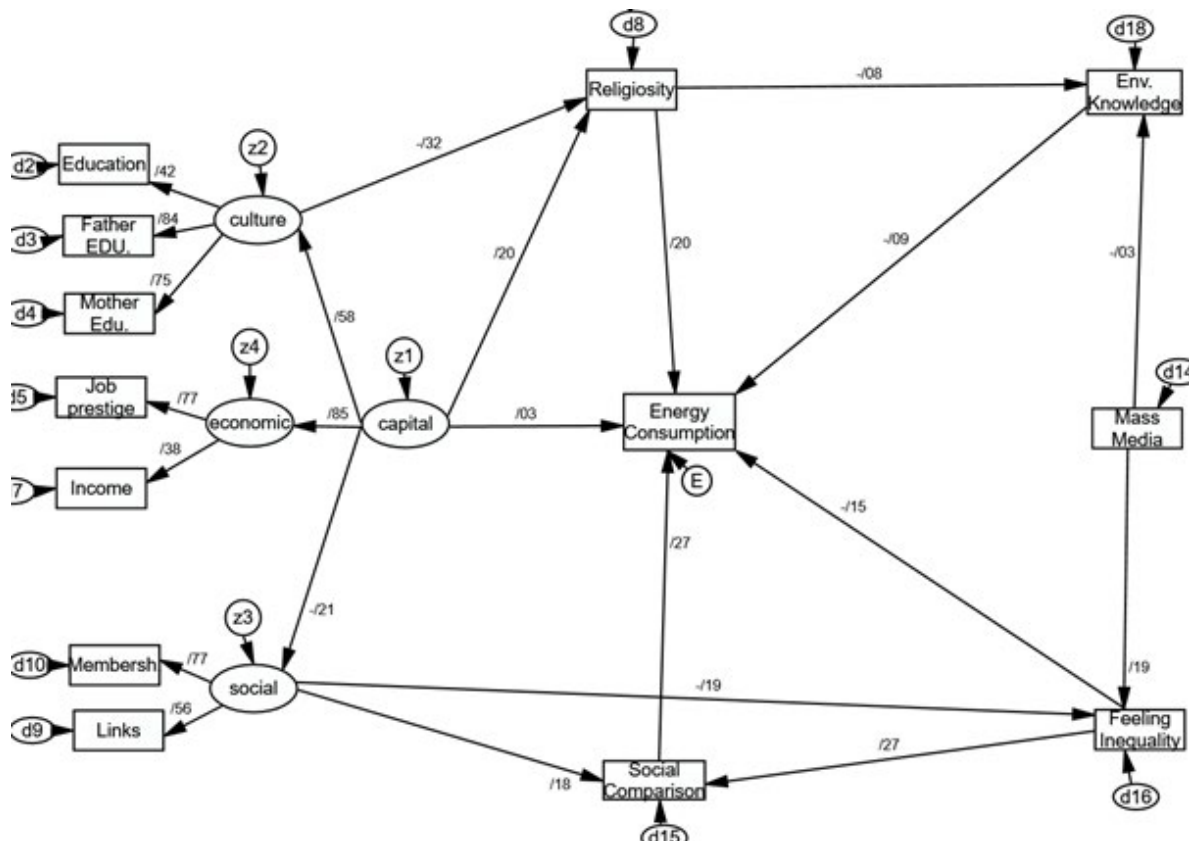 d8
d18
Religiosity
-/08
Env.
Knowledge
z2
-/32
d2
Education
/42
culture
d3
Father
EDU.
/84
/20
/20
-/09
-/03
d4
Mother
Edu.
/75
/58
z4
z1
d5
Job
prestige
/77
economic
/85
capital
/03
Energy
Consumption
d14
Mass
Media
7
Income
/38
E
-/15
/27
z3
-/21
d10
Membersh
/77
social
-/19
/19
d9
Links
/56
Feeling
Inequality
/27
/18
Social
Comparison
d16
d15